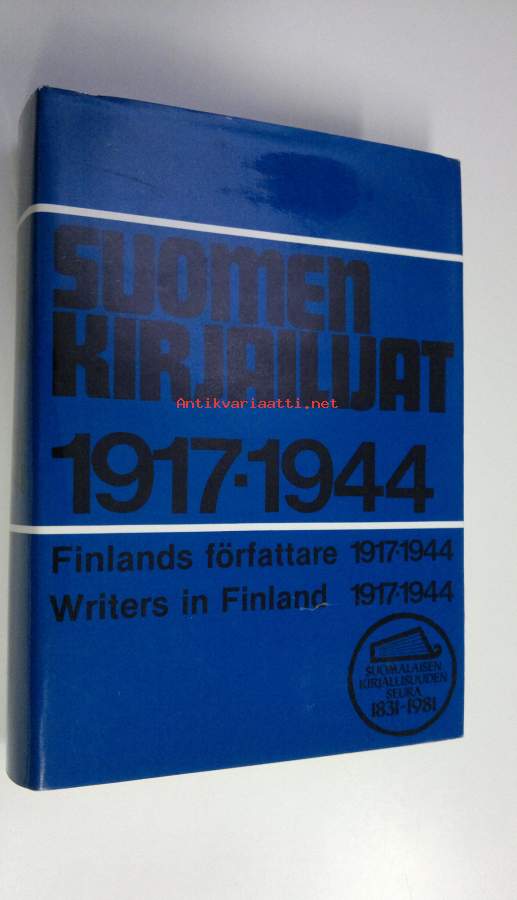 SUOMEN
KIRJAILIJAT
Antikvariaatti.net
1917-1944
Finlands författare 1917-1944
Writers in Finland 1917-1944
SUOMALAISEN
KIRJALLISUUDEN
SEURA
1831-1981